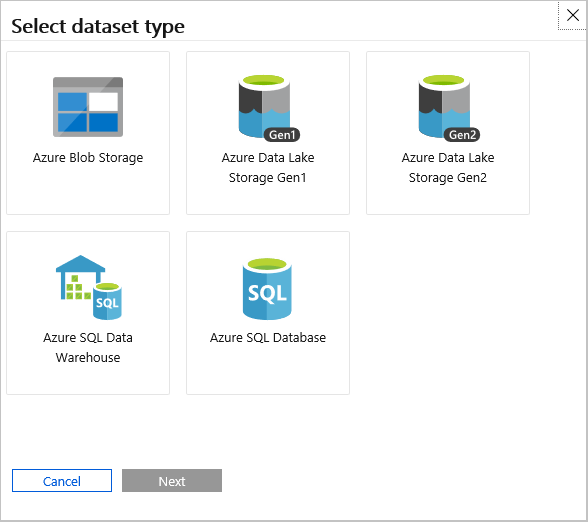 Select dataset type
Azure Blob Storage
Gen1
Azure Data Lake
Storage Gen1
Gen2
Azure Data Lake
Storage Gen2
SQL
Azure SQL Data
Warehouse
SQL
Azure SQL Database
Cancel
Next